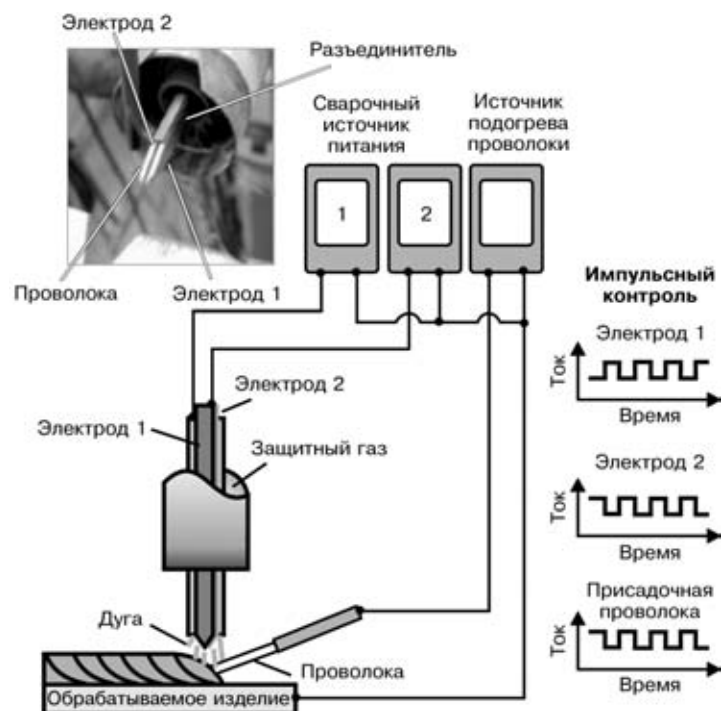 Электрод 2
Разъединитель
Сварочный
источник
питания
Источник
подогрева
проволоки
1
2
Проволока
Электрод 1
Импульсный
контроль
Электрод 1
Ток
Время
Электрод 2
Электрод 1
Защитный газ
Электрод 2
Ток
Время
Дуга
Присадочная
проволока
Ток
Время
Проволока
Обрабатываемое изделие